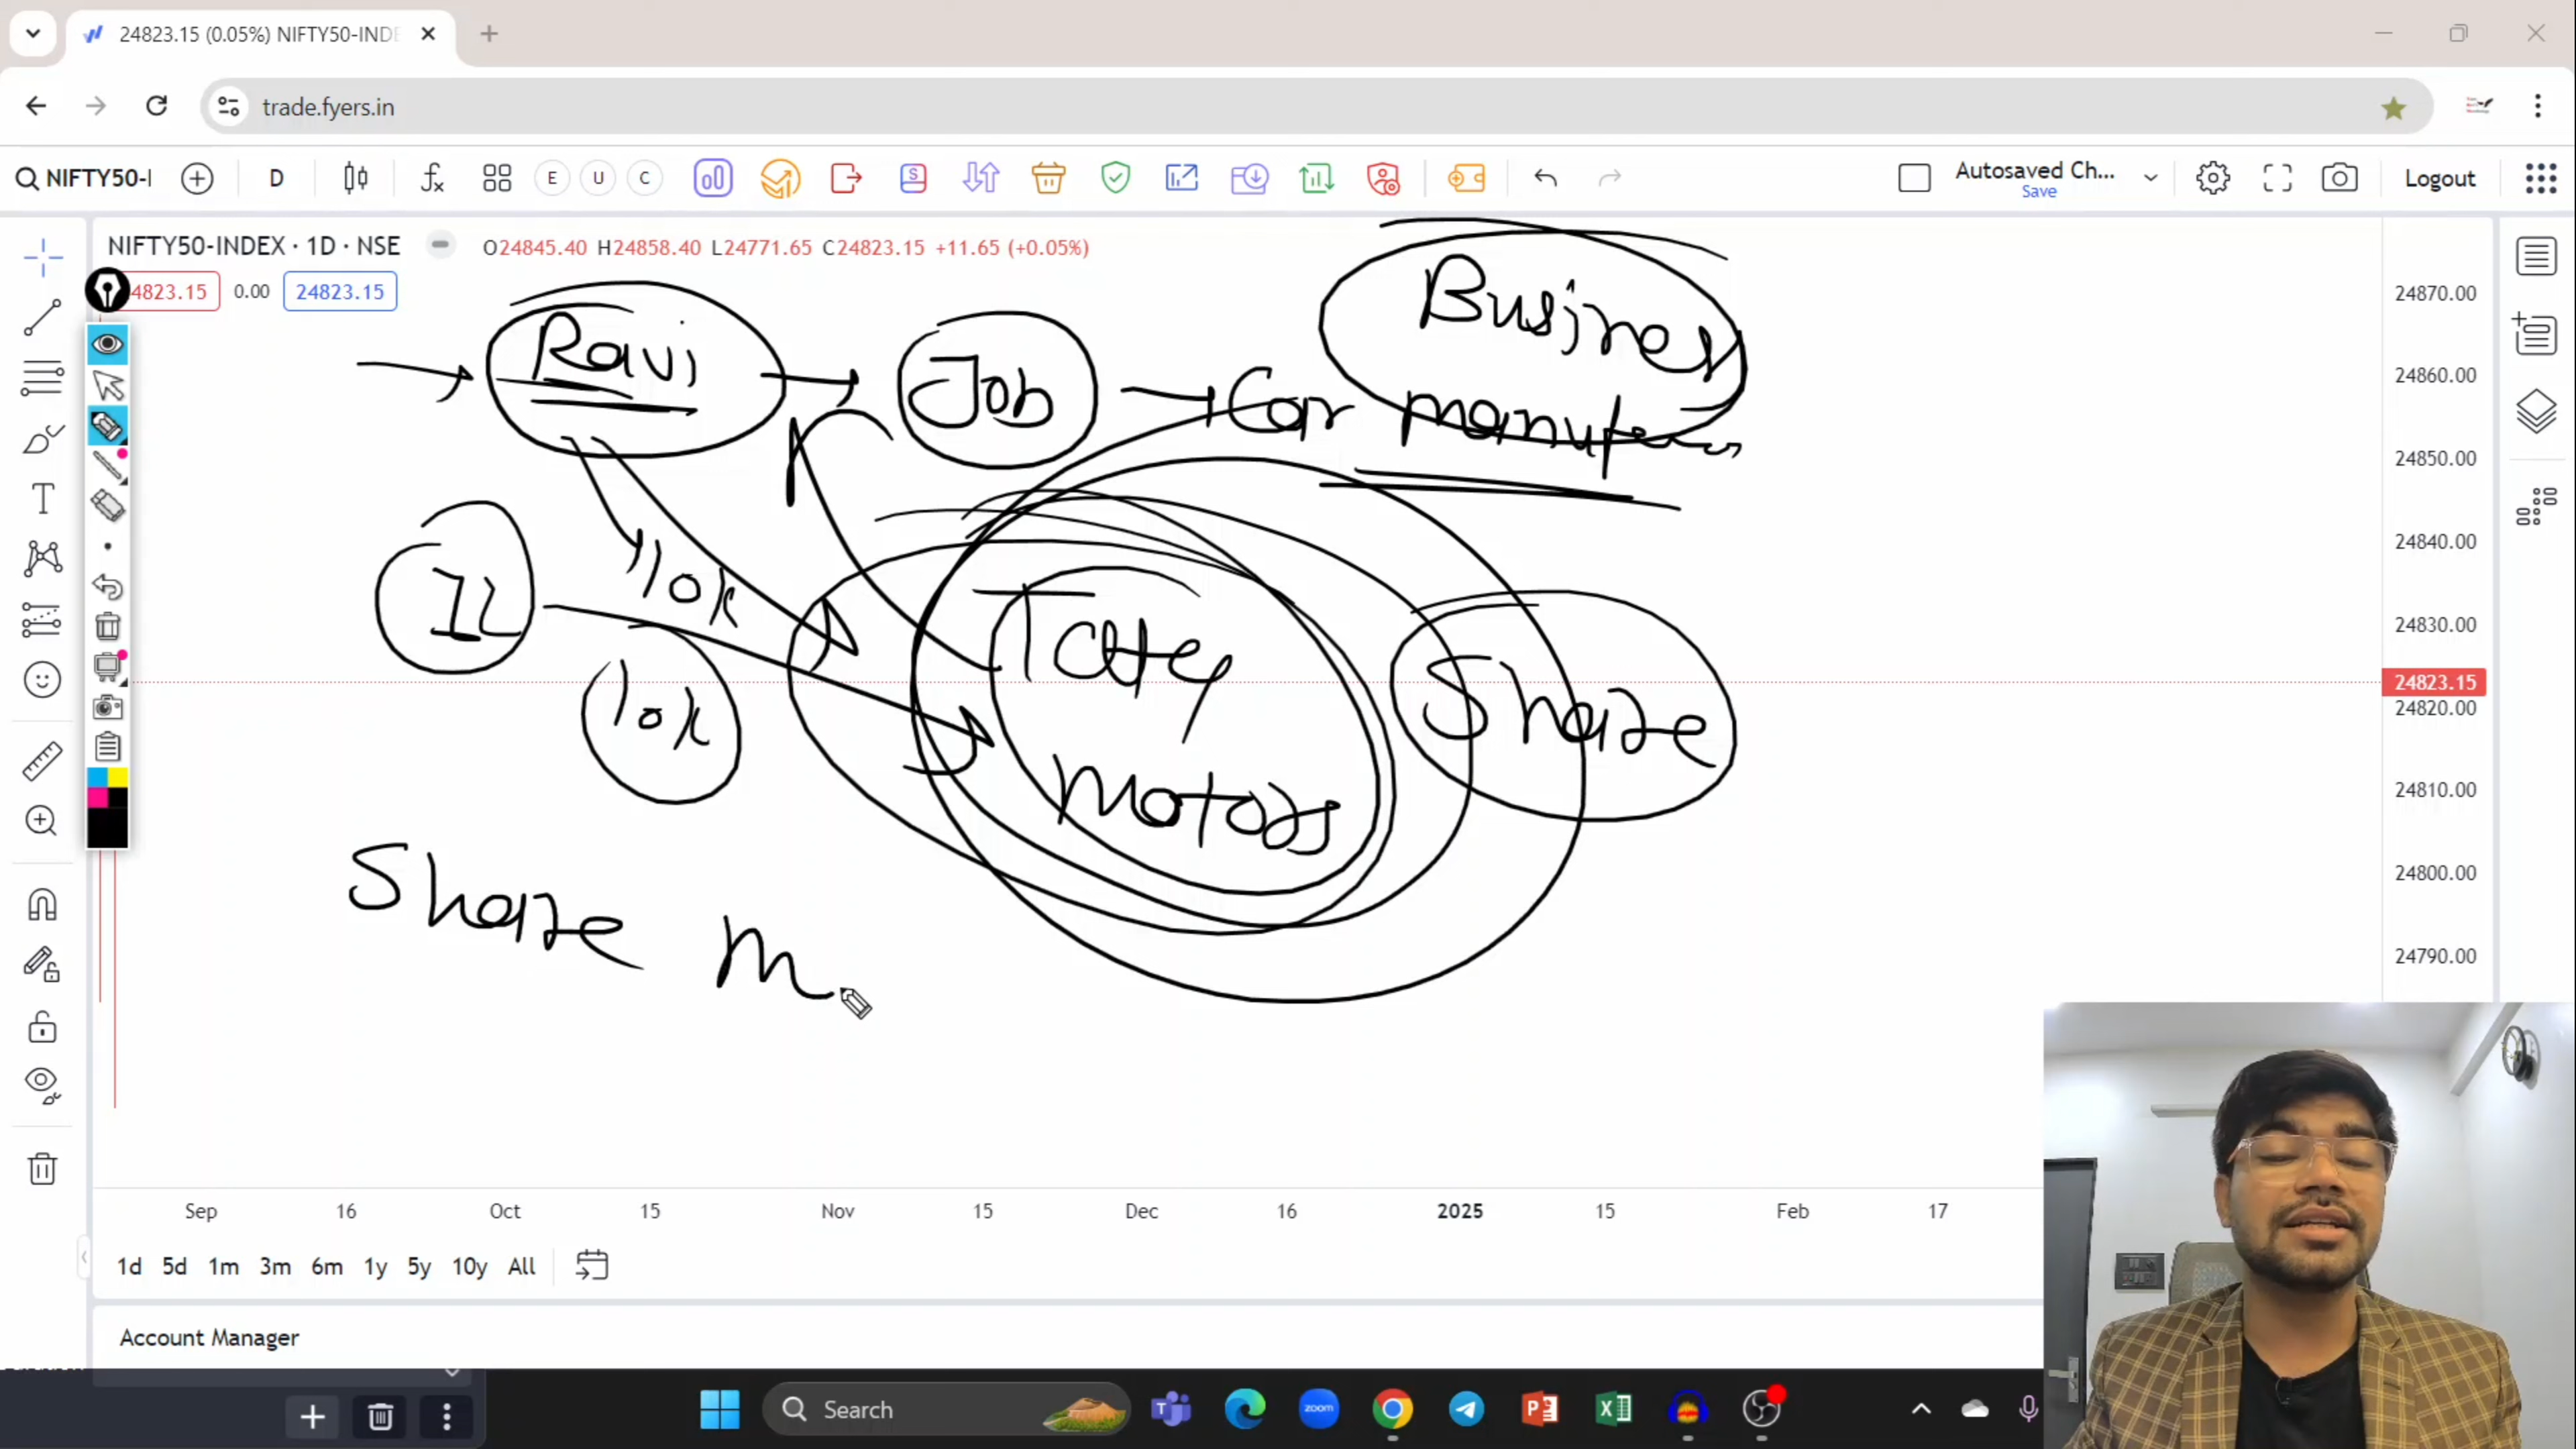 24823.15 (0.05%) NIFTY50-INDE
trade.fyers.in
NIFTY50-I
D
E
U
C
Autosaved Ch...
Save
Logout
NIFTY50-INDEX · 1D · NSE
O24845.40 H24858.40 L24771.65 C24823.15 +11.65 (+0.05%)
4823.15
0.00
24823.15
Business
Ravi
Job
Car
10k
10k
Motors
Share
Share M
24870.00
24860.00
24850.00
24840.00
24830.00
24823.15
24820.00
24810.00
24800.00
24790.00
Sep 16 Oct 15 Nov 15 Dec 16 2025 15 Feb 17
1d 5d 1m 3m 6m 1y 5y 10y All
Account Manager
Search
zoom